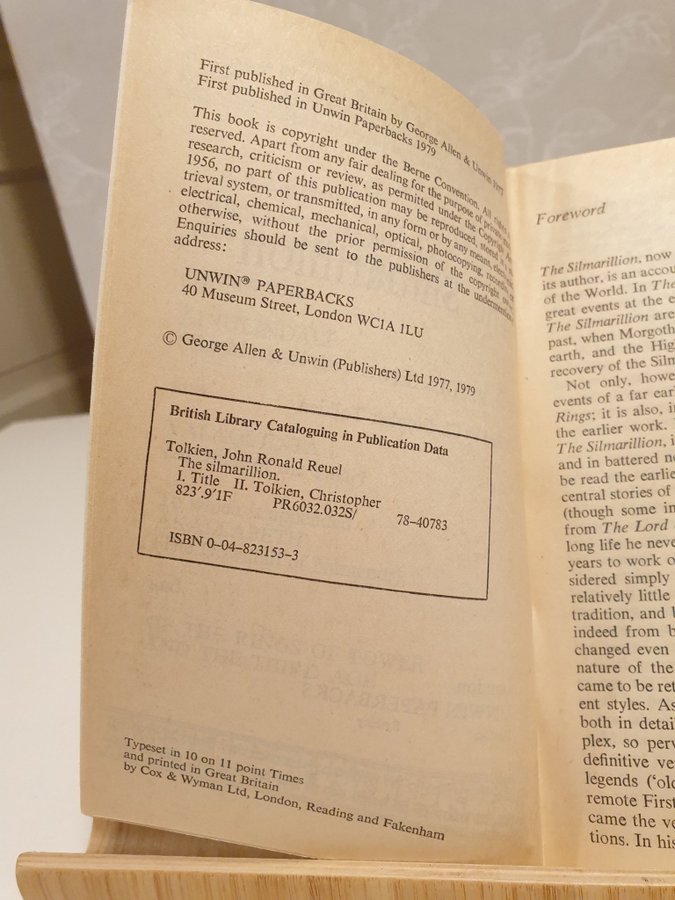 First published in Great Britain by George Allen & Unwin 1977
First published in Unwin Paperbacks 1979
This book is copyright under the Berne Convention. All rights
reserved. Apart from any fair dealing for the purpose of private
research, criticism or review, as permitted under the Copyright Act
1956, no part of this publication may be reproduced, stored in a
trieval system, or transmitted, in any form or by any means,
electrical, chemical, mechanical, optical, photocopying, recording
otherwise, without the prior permission of the copyright
Enquiries should be sent to the publishers at the undermentioned
address:
UNWIN® PAPERBACKS
40 Museum Street, London WC1A 1LU
© George Allen & Unwin (Publishers) Ltd 1977, 1979
British Library Cataloguing in Publication Data
Tolkien, John Ronald Reuel
The silmarillion.
I. Title II. Tolkien, Christopher
823'.9'1F PR6032.032S/ 78–40783
ISBN 0–04–823153–3
Typeset in 10 on 11 point Times
and printed in Great Britain
by Cox & Wyman Ltd, London, Reading and Fakenham
Foreword
The Silmarillion, now
its author, is an accou
of the World. In The
great events at the e
The Silmarillion are
past, when Morgoth
earth, and the Hig
recovery of the Silm
Not only, howe
events of a far earl
Rings; it is also, i
the earlier work.
The Silmarillion, i
and in battered no
be read the earlie
central stories of
(though some in
from The Lord
long life he neve
years to work o
sidered simply
relatively little
tradition, and
indeed from b
changed even
nature of the
came to be ret
ent styles. As
both in detai
plex, so perv
definitive ve
legends ('old
remote First
came the ve
tions. In his